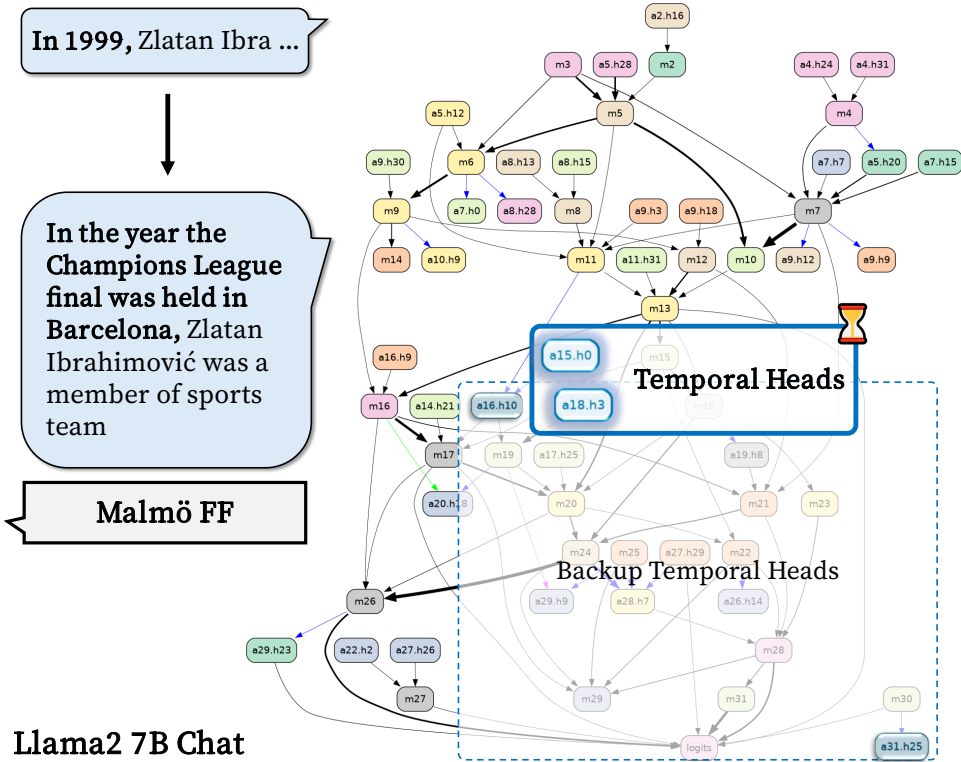 In 1999, Zlatan Ibra ...
In the year the
Champions League
final was held in
Barcelona, Zlatan
Ibrahimović was a
member of sports
team
Malmö FF
Llama2 7B Chat
a2.h16
m3 a5.h28 m2 a4.h24 a4.h31
a5.h12 m5 m4
a9.h30 m6 a8.h13 a8.h15 a7.h7 a5.h20 a7.h15
m9 a7.h0 a8.h28 m8 a9.h3 a9.h18 m7
m14 a10.h9 m11 a11.h31 m12 m10 a9.h12 a9.h9
m13
a16.h9 a15.h0 m15
Temporal Heads
m16 a14.h21 a16.h10 a18.h3 m18
m17 m19 a17.h25 a19.h8
a20.h18 m20 m21 m23
m24 m25 a27.h29 m22
Backup Temporal Heads
m26 a29.h9 a28.h7 a26.h14
a29.h23 a22.h2 a27.h26 m28
m27 m29 m31 m30
logits a31.h25